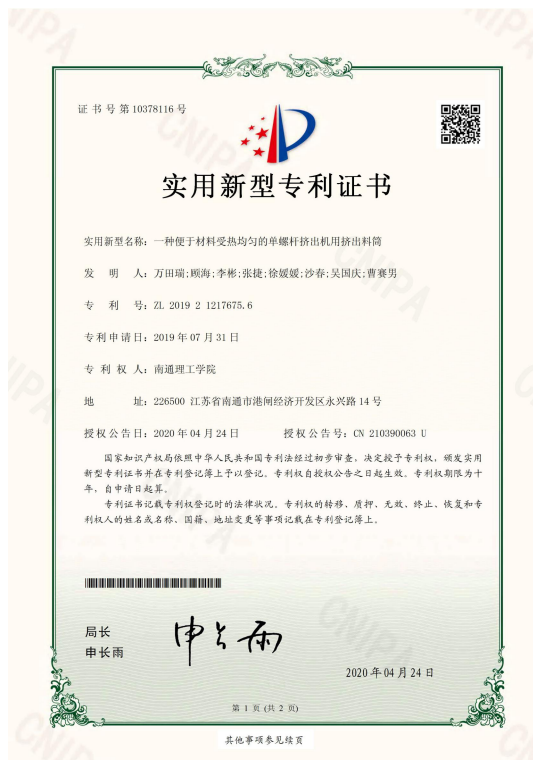 证书号第10378116号
实用新型专利证书
实用新型名称：一种便于材料受热均匀的单螺杆挤出机用挤出料筒
发 明 人：万田瑞;顾海;李彬;张捷;徐媛媛;沙春;吴国庆;曹赛男
专 利 号：ZL 2019 2 1217675.6
专利申请日：2019年07月31日
专 利 权 人：南通理工学院
地 址：226500 江苏省南通市港闸经济开发区永兴路14号
授权公告日：2020年04月24日 授权公告号：CN 210390063 U
国家知识产权局依照中华人民共和国专利法经过初步审查，决定授予专利权，颁发实用
新型专利证书并在专利登记簿上予以登记。专利权自授权公告之日起生效。专利权期限为十
年，自申请日起算。
专利证书记载专利权登记时的法律状况。专利权的转移、质押、无效、终止、恢复和专
利权人的姓名或名称、国籍、地址变更等事项记载在专利登记簿上。
局长
申长雨
申长雨
2020年04月24日
第 1 页 (共 2 页)
其他事项参见续页
CNIPA
CNIPA
CNIPA
CNIPA
CNIPA
CNIPA